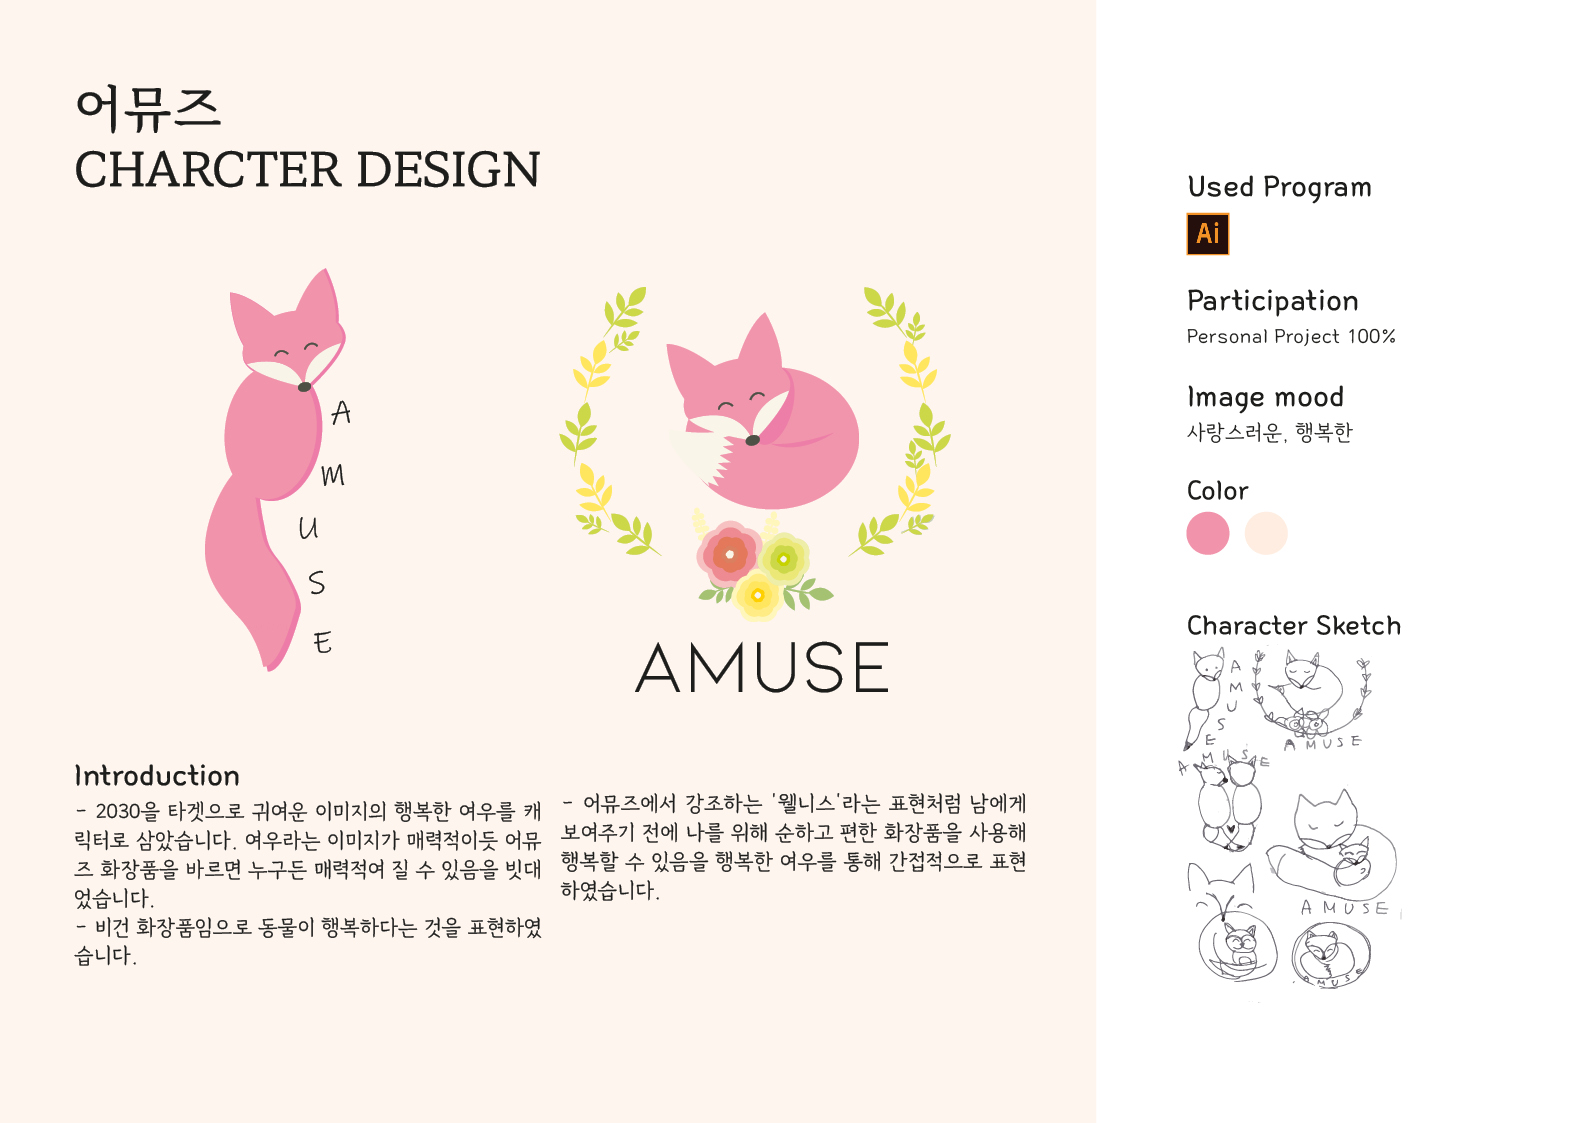 어뮤즈
CHARCTER DESIGN
A
M
U
S
E
AMUSE
Introduction
- 2030을 타겟으로 귀여운 이미지의 행복한 여우를 캐
릭터로 삼았습니다. 여우라는 이미지가 매력적이듯 어뮤
즈 화장품을 바르면 누구든 매력적여 질 수 있음을 빗대
었습니다.
- 비건 화장품임으로 동물이 행복하다는 것을 표현하였
습니다.
- 어뮤즈에서 강조하는 '웰니스'라는 표현처럼 남에게
보여주기 전에 나를 위해 순하고 편한 화장품을 사용해
행복할 수 있음을 행복한 여우를 통해 간접적으로 표현
하였습니다.
Used Program
Ai
Participation
Personal Project 100%
Image mood
사랑스러운, 행복한
Color
Character Sketch
A
M
U
S
E
AMUSE
AMUSE
AMUSE
AMUSE